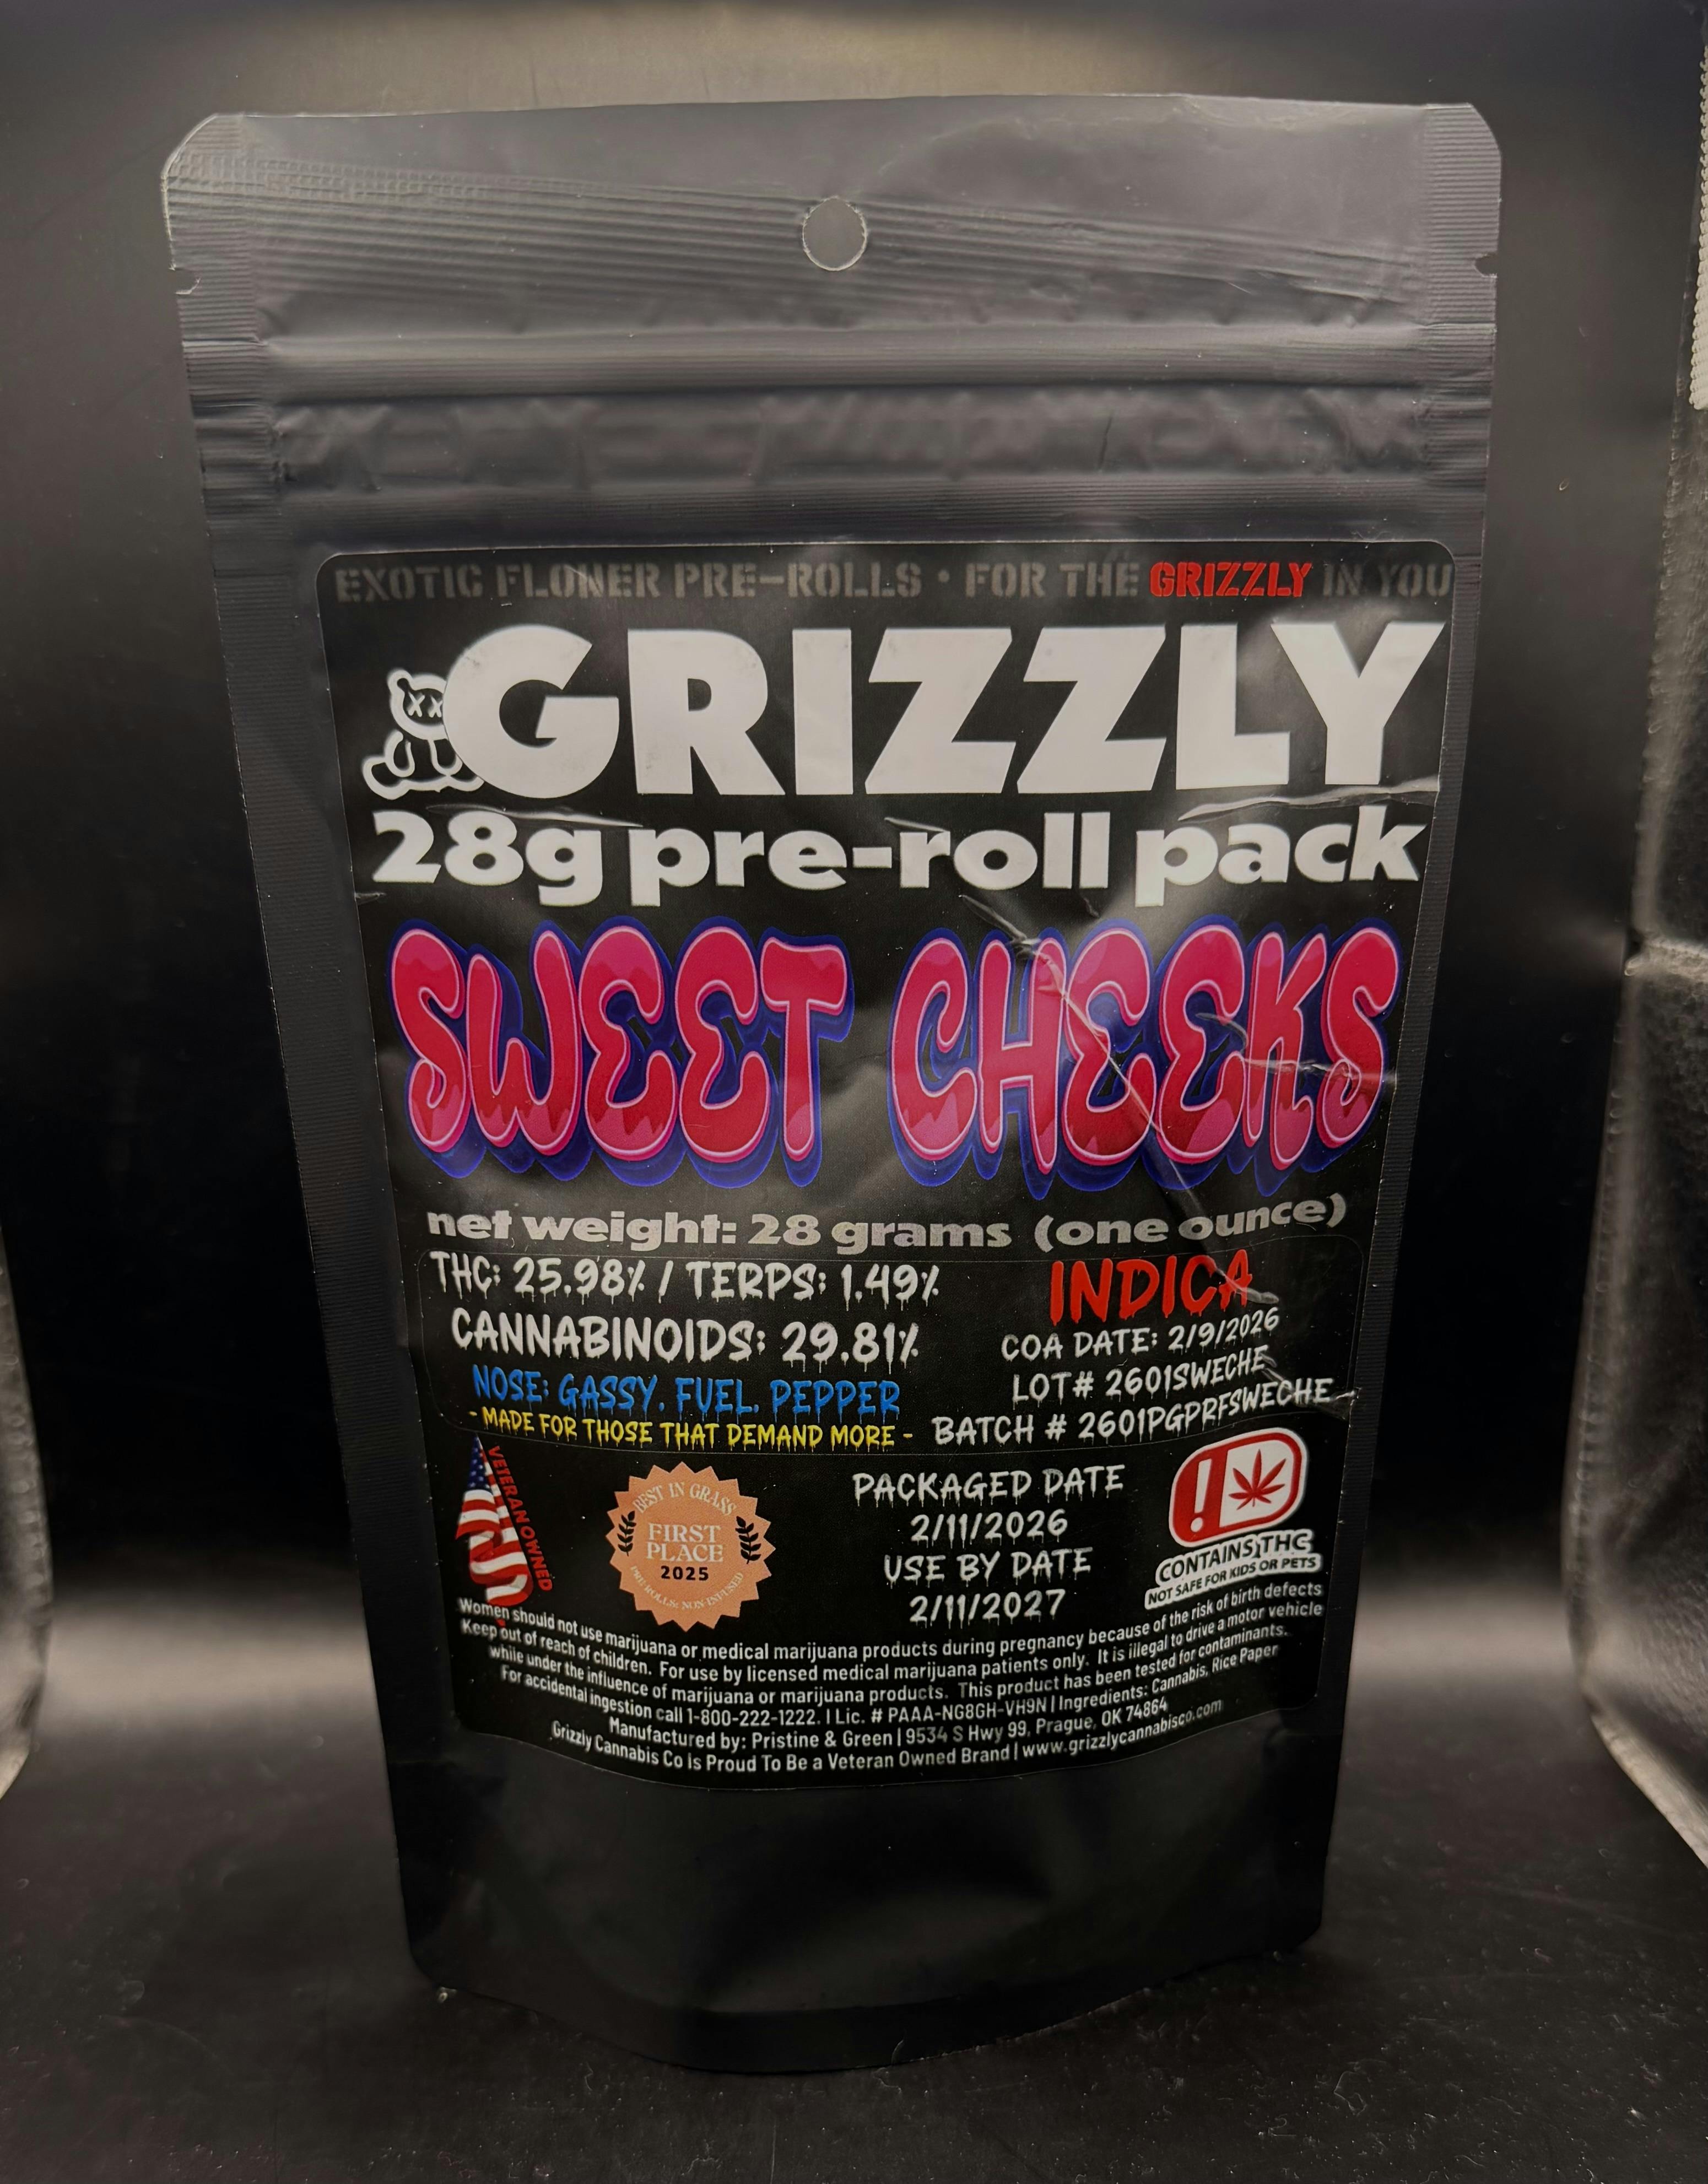 EXOTIC FLOWER PRE-ROLLS • FOR THE GRIZZLY IN YOU
GRIZZLY
28g pre-roll pack
SWEET CHEEKS
net weight: 28 grams (one ounce)
THC: 25.98% / TERPS: 1.49%
CANNABINOIDS: 29.81%
NOSE: GASSY, FUEL, PEPPER
- MADE FOR THOSE THAT DEMAND MORE -
INDICA
COA DATE: 2/9/2026
LOT# 2601SWECHE
BATCH # 2601PGPRFSWECHE
VETERAN OWNED
BEST IN GRASS
FIRST
PLACE
2025
PRE ROLLS: NON-INFUSED
PACKAGED DATE
2/11/2026
USE BY DATE
2/11/2027
CONTAINS THC
NOT SAFE FOR KIDS OR PETS
Women should not use marijuana or medical marijuana products during pregnancy because of the risk of birth defects
Keep out of reach of children. For use by licensed medical marijuana patients only. It is illegal to drive a motor vehicle
while under the influence of marijuana or marijuana products. This product has been tested for contaminants.
For accidental ingestion call 1-800-222-1222. | Lic. # PAAA-NG8GH-VH9N | Ingredients: Cannabis, Rice Paper
Manufactured by: Pristine & Green | 9534 S Hwy 99, Prague, OK 74864
Grizzly Cannabis Co Is Proud To Be a Veteran Owned Brand | www.grizzlycannabisco.com